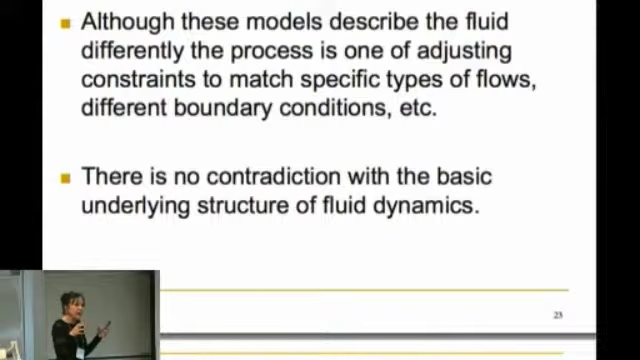 Although these models describe the fluid
differently the process is one of adjusting
constraints to match specific types of flows,
different boundary conditions, etc.
There is no contradiction with the basic
underlying structure of fluid dynamics.
23